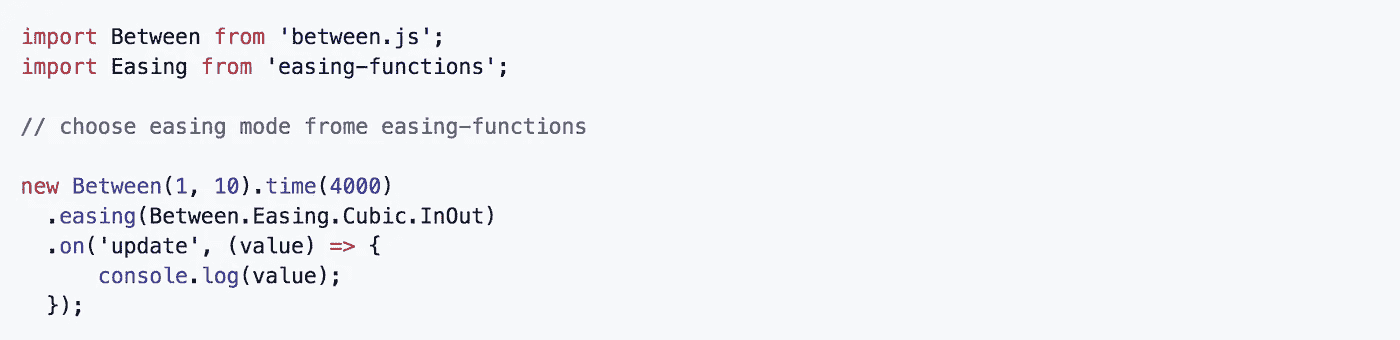 import Between from 'between.js';
import Easing from 'easing-functions';
// choose easing mode frome easing-functions
new Between(1, 10).time(4000)
.easing(Between.Easing.Cubic.InOut)
.on('update', (value) => {
console.log(value);
});